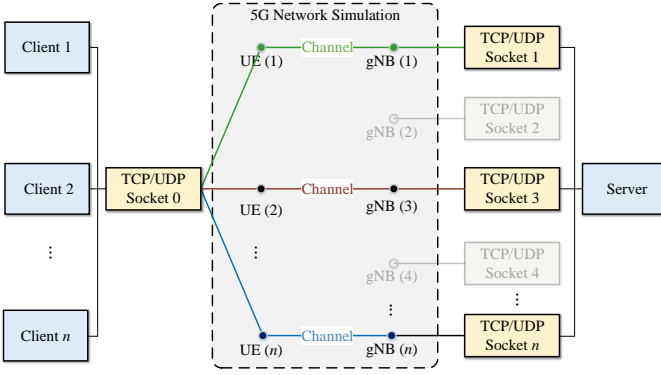 5G Network Simulation
Client 1
UE (1)
Channel
gNB (1)
TCP/UDP
Socket 1
gNB (2)
TCP/UDP
Socket 2
Client 2
TCP/UDP
Socket 0
UE (2)
Channel
gNB (3)
TCP/UDP
Socket 3
Server
...
...
gNB (4)
TCP/UDP
Socket 4
...
...
Client n
UE (n)
Channel
gNB (n)
TCP/UDP
Socket n